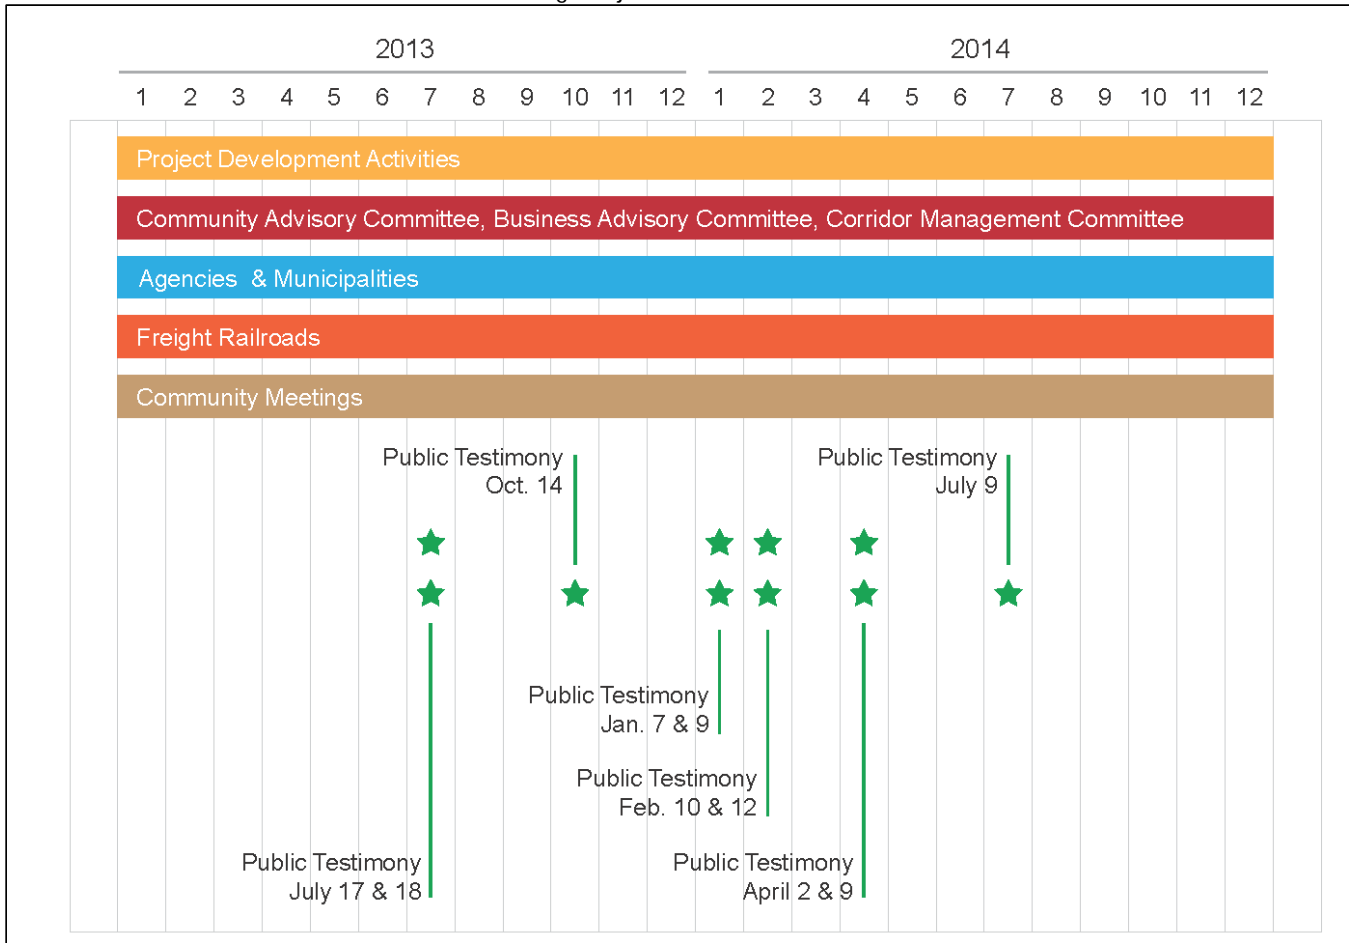 2013 2014
1 2 3 4 5 6 7 8 9 10 11 12 1 2 3 4 5 6 7 8 9 10 11 12
Project Development Activities
Community Advisory Committee, Business Advisory Committee, Corridor Management Committee
Agencies & Municipalities
Freight Railroads
Community Meetings
Public Testimony
Oct. 14
Public Testimony
July 9
Public Testimony
Jan. 7 & 9
Public Testimony
Feb. 10 & 12
Public Testimony
July 17 & 18
Public Testimony
April 2 & 9